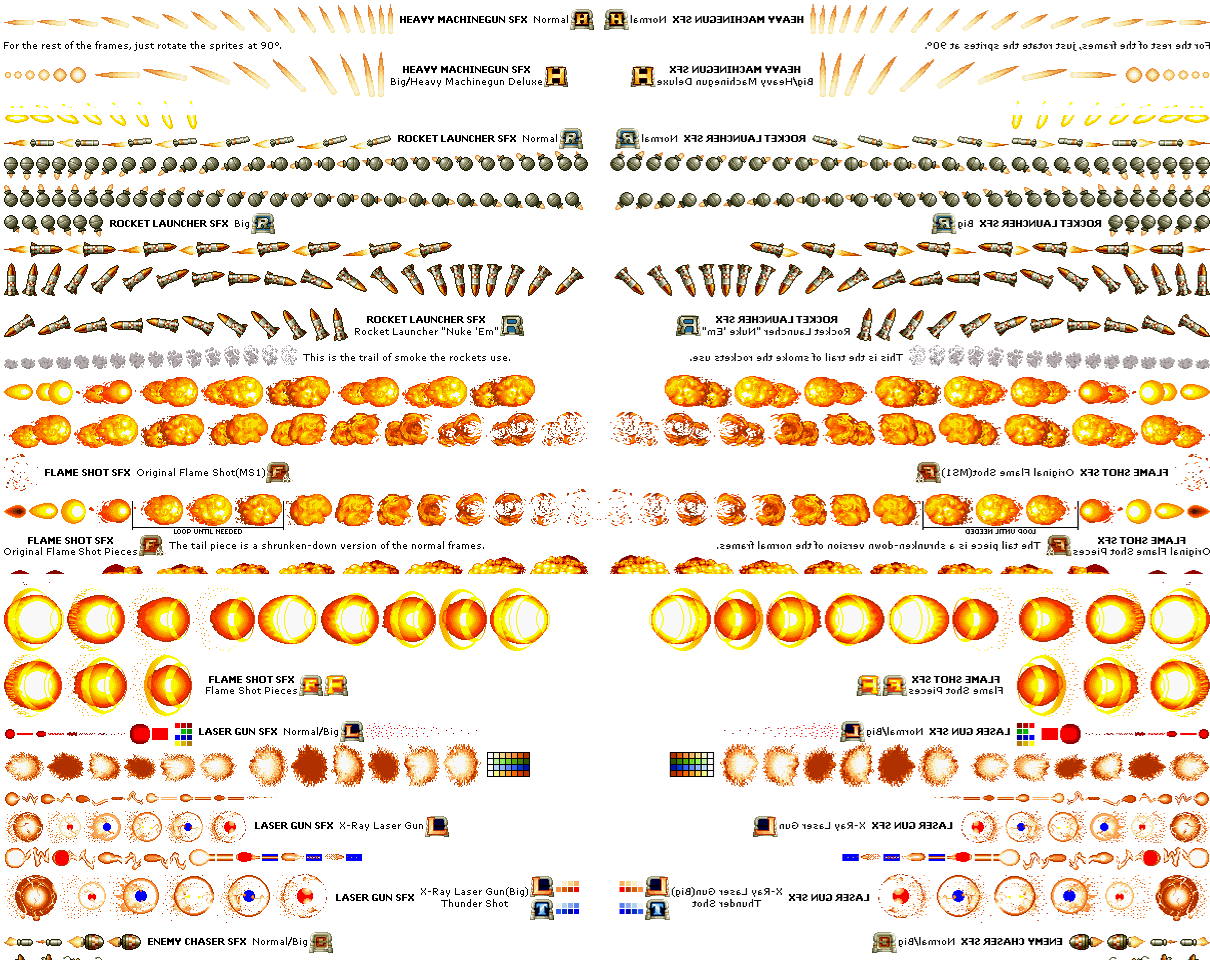 HEAVY MACHINEGUN SFX Normal H
H HEAVY MACHINEGUN SFX Normal
For the rest of the frames, just rotate the sprites at 90º.
For the rest of the frames, just rotate the sprites at 90º.
HEAVY MACHINEGUN SFX
Big/Heavy Machinegun Deluxe H
HEAVY MACHINEGUN SFX
H Big/Heavy Machinegun Deluxe
ROCKET LAUNCHER SFX Normal R
R ROCKET LAUNCHER SFX Normal
ROCKET LAUNCHER SFX Big R
R ROCKET LAUNCHER SFX Big
ROCKET LAUNCHER SFX
Rocket Launcher "Nuke 'Em" R
ROCKET LAUNCHER SFX
R Rocket Launcher "Nuke 'Em"
This is the trail of smoke the rockets use.
This is the trail of smoke the rockets use.
FLAME SHOT SFX Original Flame Shot(MS1) F
F FLAME SHOT SFX Original Flame Shot(MS1)
LOOP UNTIL NEEDED
LOOP UNTIL NEEDED
FLAME SHOT SFX
Original Flame Shot Pieces F
The tail piece is a shrunken-down version of the normal frames.
The tail piece is a shrunken-down version of the normal frames.
FLAME SHOT SFX
F Original Flame Shot Pieces
FLAME SHOT SFX
Flame Shot Pieces F F
FLAME SHOT SFX
F F Flame Shot Pieces
LASER GUN SFX Normal/Big L
L LASER GUN SFX Normal/Big
LASER GUN SFX X-Ray Laser Gun
LASER GUN SFX X-Ray Laser Gun
LASER GUN SFX
X-Ray Laser Gun(Big)
Thunder Shot T
LASER GUN SFX
X-Ray Laser Gun(Big)
T Thunder Shot
ENEMY CHASER SFX Normal/Big
ENEMY CHASER SFX Normal/Big